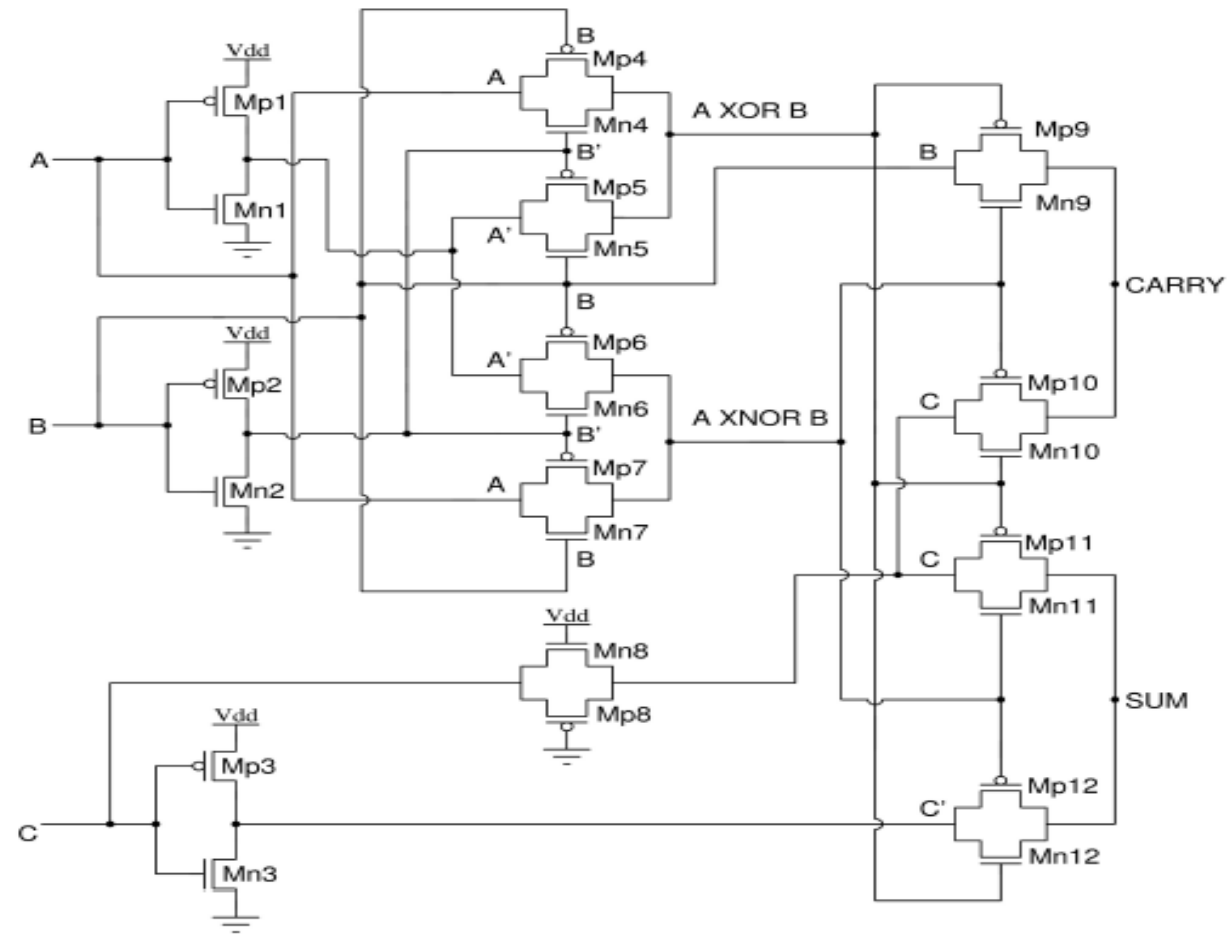 B
Vdd
Mp4
A
Mp1
A XOR B
Mn4
Mp9
A
B'
B
Mp5
Mn9
Mn1
A'
Mn5
CARRY
B
Vdd
Mp6
A'
Mp2
Mp10
Mn6
C
B
B'
A XNOR B
Mp7
Mn10
A
Mn2
Mn7
Mp11
B
C
Mn11
Vdd
Mn8
SUM
Vdd
Mp8
Mp3
Mp12
C'
C
Mn12
Mn3